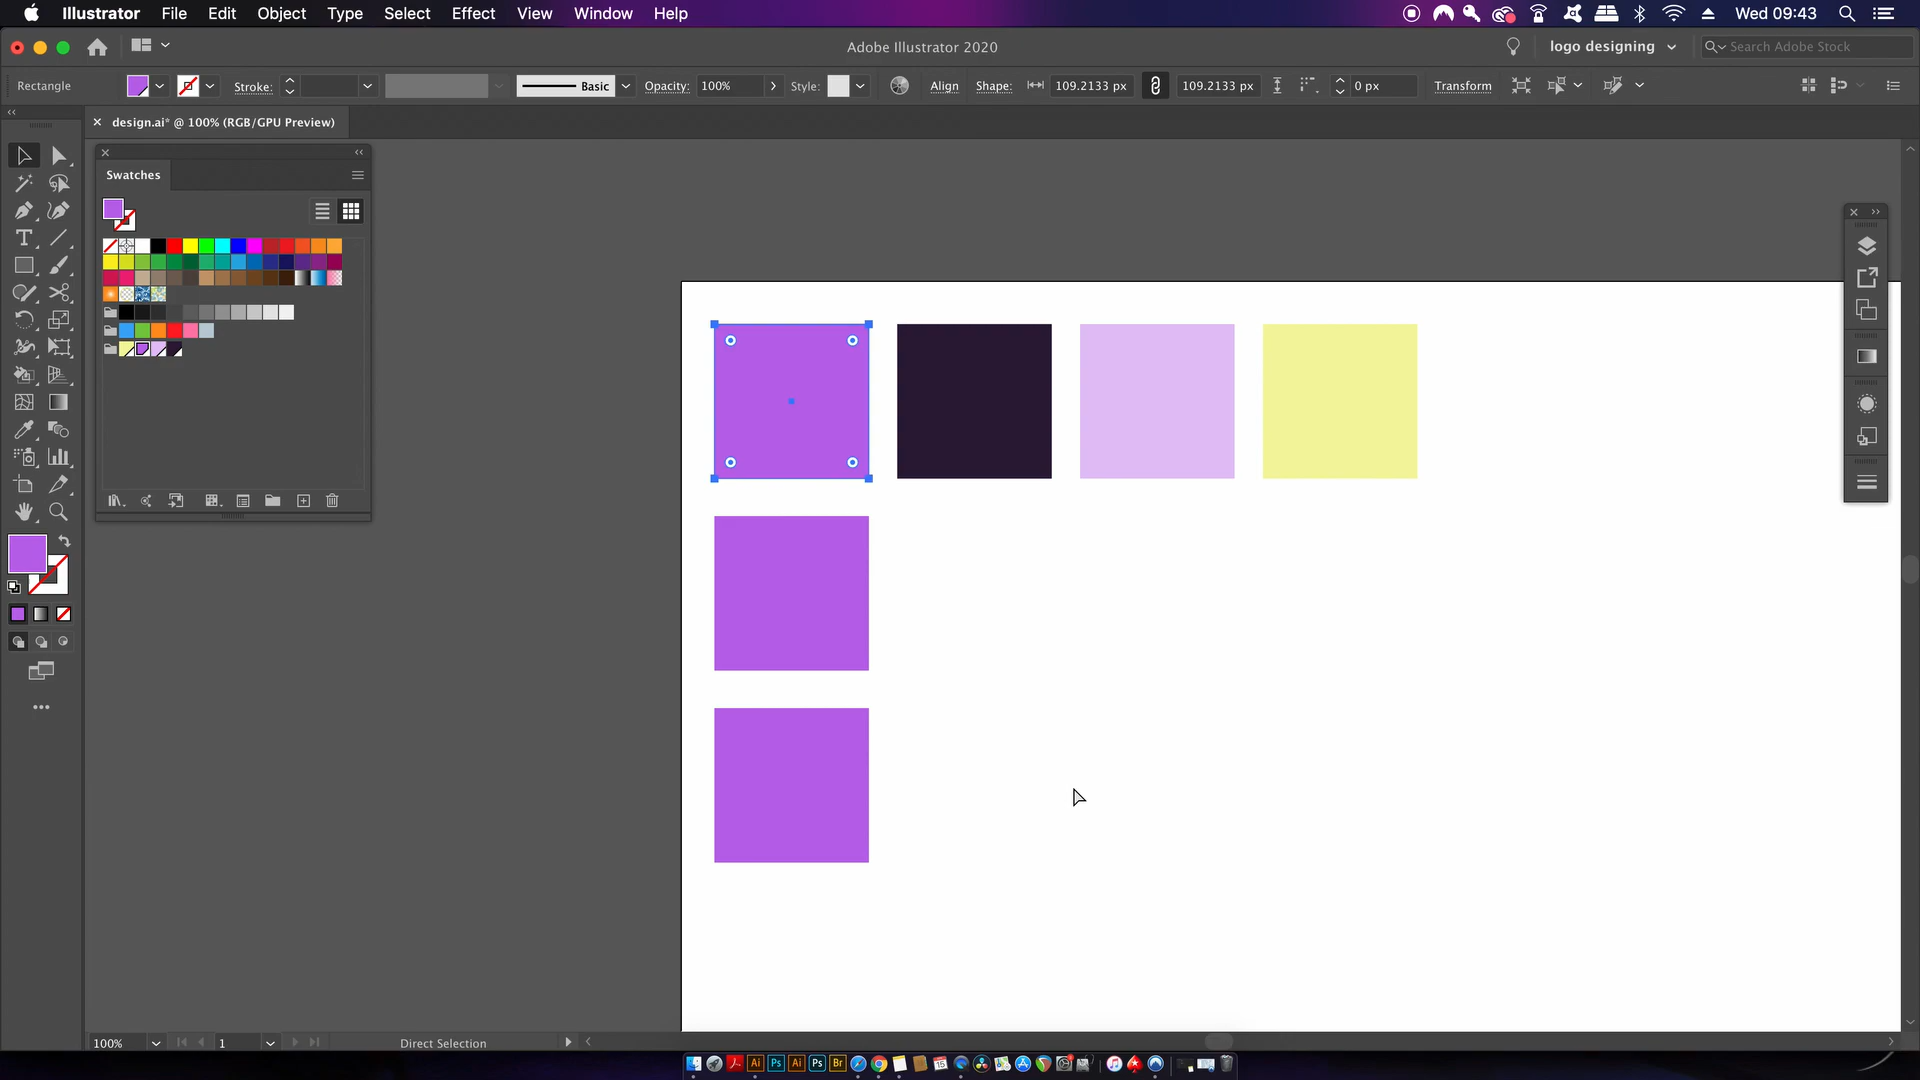 Illustrator File Edit Object Type Select Effect View Window Help
Wed 09:43
Adobe Illustrator 2020
logo designing
Search Adobe Stock
Rectangle
Stroke:
Basic
Opacity: 100%
Style:
Align
Shape:
109.2133 px
109.2133 px
0 px
Transform
design.ai* @ 100% (RGB/GPU Preview)
Swatches
100%
1
Direct Selection